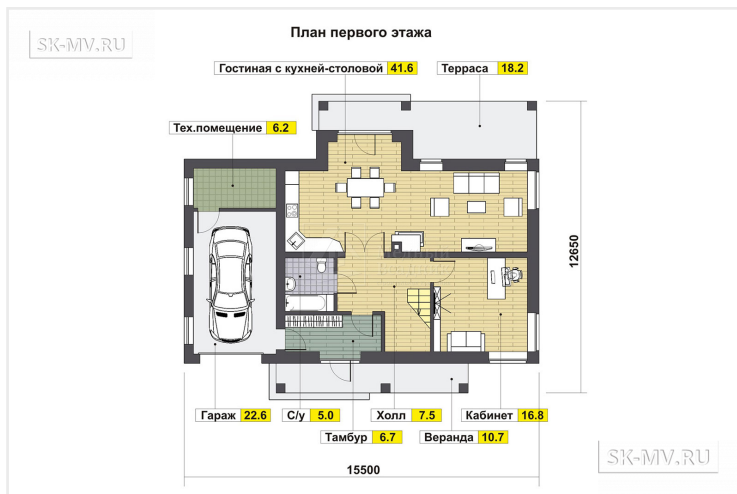 SK-MV.RU
План первого этажа
Гостиная с кухней-столовой 41.6
Терраса 18.2
Тех.помещение 6.2
12650
Гараж 22.6
С/у 5.0
Холл 7.5
Кабинет 16.8
Тамбур 6.7
Веранда 10.7
15500
SK-MV.RU